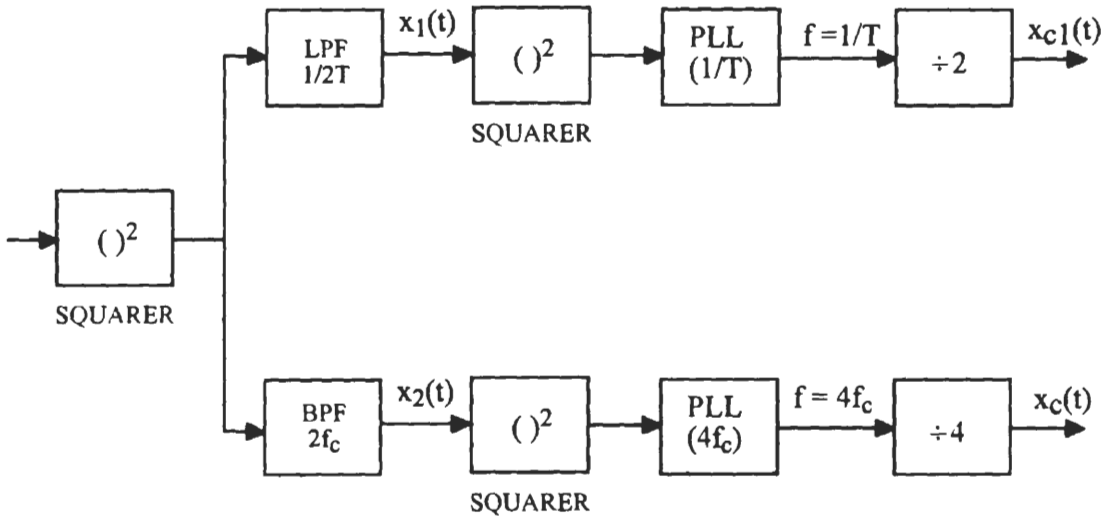 LPF
1/2T
x₁(t)
( )²
SQUARER
PLL
(1/T)
f =1/T
÷2
x_c1(t)
( )²
SQUARER
BPF
2f_c
x₂(t)
( )²
SQUARER
PLL
(4f_c)
f = 4f_c
÷4
x_c(t)